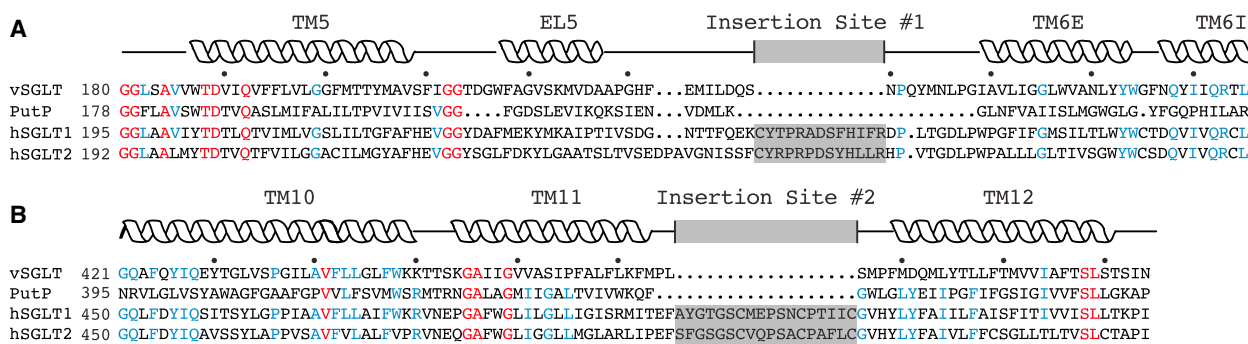 A
TM5 EL5 Insertion Site #1 TM6E TM6I
vSGLT 180 GGLSAVVWTDVIQVFFLVLGGFMTTYMAVSFIGGTDGWFAGVSKMVDAAPGHF...EMILDQS.............NPQYMNLPGIAVLIGGLWVANLYYWGFNQYIIQRTL
PutP 178 GGFLAVSWTDTVQASLMIFALILTPVIVIISVGG....FGDSLEVIKQKSIEN...VDMLK........................GLNFVAIISLMGWGLG.YFGQPHILAR
hSGLT1 195 GGLAAVIYTDTLQTVIMLVGSLILTGFAFHEVGGYDAFMEKYMKAIPTIVSDG..NTTFQEKCYTPRADSFHIFRDP.LTGDLPWPGFIFGMSILTLWYWCTDQVIVQRCL
hSGLT2 192 GGLAALMYTDTVQTFVILGGACILMGYAFHEVGGYSGLFDKYLGAATSLTVSEDPAVGNISSFCYRPRPDSYHLLRHP.VTGDLPWPALLLGLTIVSGWYWCSDQVIVQRCL
B
TM10 TM11 Insertion Site #2 TM12
vSGLT 421 GQAFQYIQEYTGLVSPGILAVFLLGLFWKKTTSKGAIIGVVASIPFALFLKFMPL..................SMPFMDQMLYTLLFTMVVIAFTSLSTSIN
PutP 395 NRVLGLVSYAWAGFGAAFGPVVLFSVMWSRMTRNGALAGMIIGALTVIVWKQF....................GWLGLYEIIPGFIFGSIGIVVFSLLGKAP
hSGLT1 450 GQLFDYIQSITSYLGPPIAAVFLLAIFWKRVNEPGAFWGLILGLLIGISRMITEFAYGTGSCMEPSNCPTIICGVHYLYFAIILFAISFITIVVISLLTKPI
hSGLT2 450 GQLFDYIQAVSSYLAPPVSAVFVLALFVPRVNEQGAFWGLIGGLLMGLARLIPEFSFGSGSCVQPSACPAFLCGVHYLYFAIVLFFCSGLLTLTVSLCTAPI